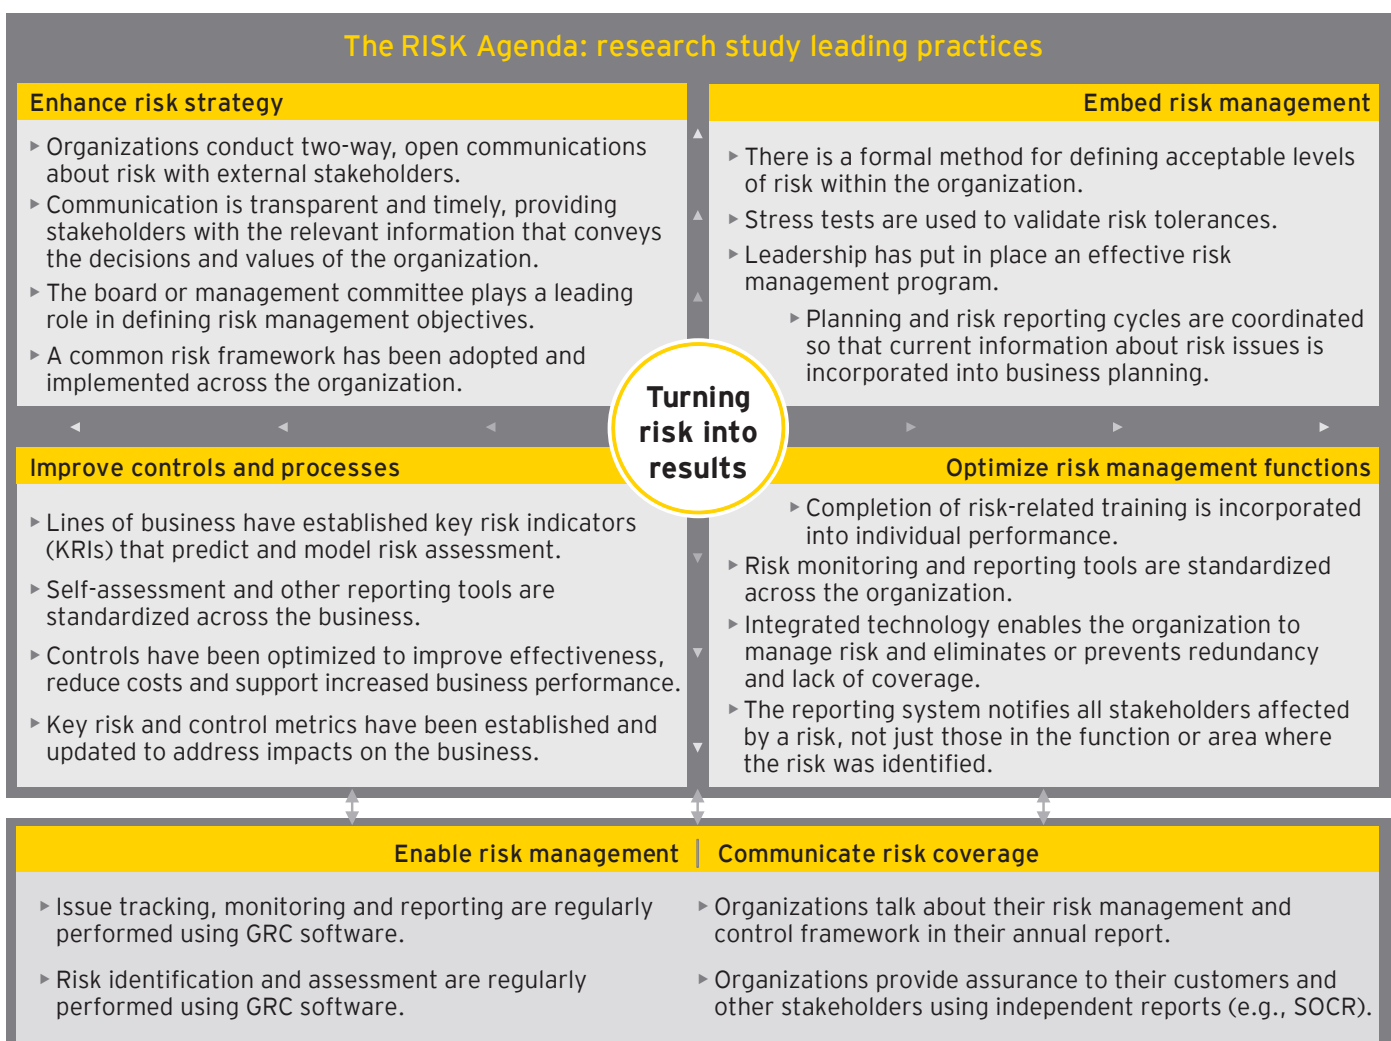 The RISK Agenda: research study leading practices
Enhance risk strategy
Organizations conduct two-way, open communications
about risk with external stakeholders.
Communication is transparent and timely, providing
stakeholders with the relevant information that conveys
the decisions and values of the organization.
The board or management committee plays a leading
role in defining risk management objectives.
A common risk framework has been adopted and
implemented across the organization.
Embed risk management
There is a formal method for defining acceptable levels
of risk within the organization.
Stress tests are used to validate risk tolerances.
Leadership has put in place an effective risk
management program.
Planning and risk reporting cycles are coordinated
so that current information about risk issues is
incorporated into business planning.
Turning
risk into
results
Improve controls and processes
Lines of business have established key risk indicators
(KRIs) that predict and model risk assessment.
Self-assessment and other reporting tools are
standardized across the business.
Controls have been optimized to improve effectiveness,
reduce costs and support increased business performance.
Key risk and control metrics have been established and
updated to address impacts on the business.
Optimize risk management functions
Completion of risk-related training is incorporated
into individual performance.
Risk monitoring and reporting tools are standardized
across the organization.
Integrated technology enables the organization to
manage risk and eliminates or prevents redundancy
and lack of coverage.
The reporting system notifies all stakeholders affected
by a risk, not just those in the function or area where
the risk was identified.
Enable risk management
Issue tracking, monitoring and reporting are regularly
performed using GRC software.
Risk identification and assessment are regularly
performed using GRC software.
Communicate risk coverage
Organizations talk about their risk management and
control framework in their annual report.
Organizations provide assurance to their customers and
other stakeholders using independent reports (e.g., SOCR).